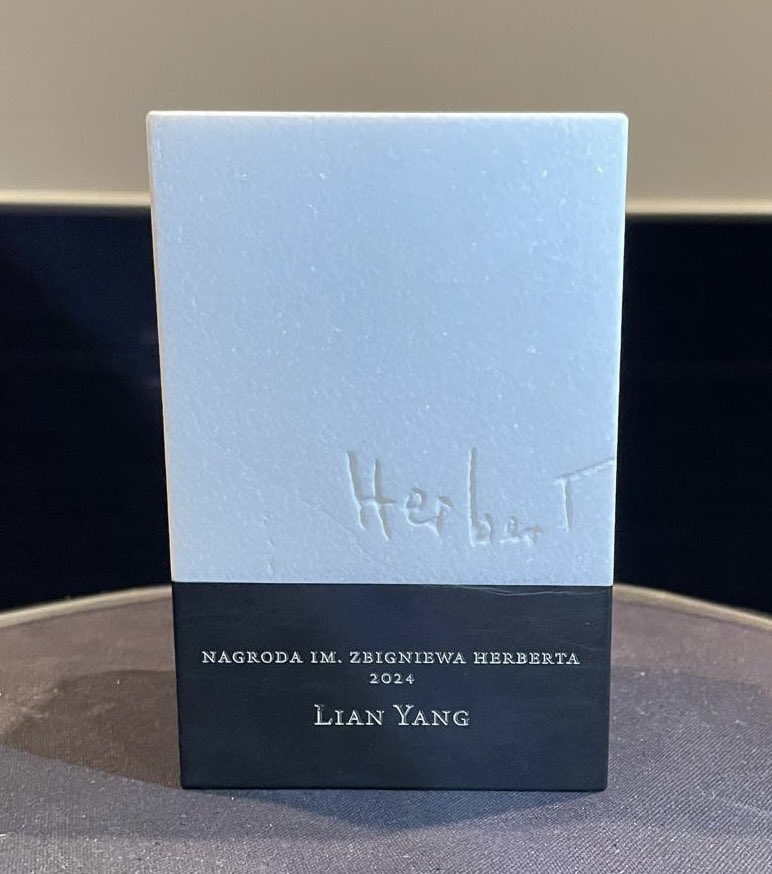 Herbert
NAGRODA IM. ZBIGNIEWA HERBERTA
2024
LIAN YANG